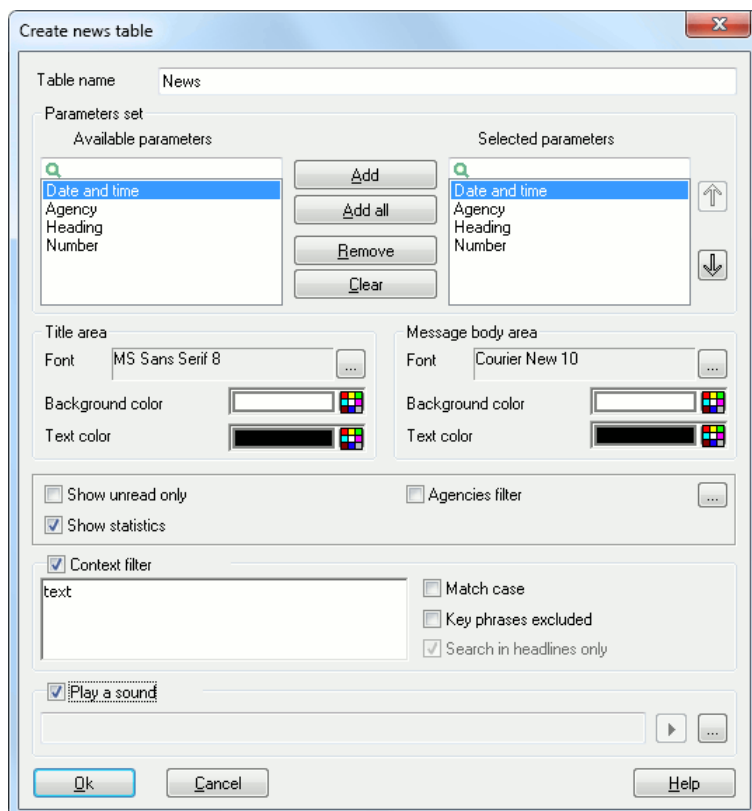 Create news table
Table name News
Parameters set
Available parameters Selected parameters
Date and time Add Date and time
Agency Add all Agency
Heading Heading
Number Remove Number
Clear
Title area Message body area
Font MS Sans Serif 8 ... Font Courier New 10 ...
Background color Background color
Text color Text color
Show unread only Agencies filter ...
Show statistics
Context filter
text Match case
Key phrases excluded
Search in headlines only
Play a sound
...
Ok Cancel Help